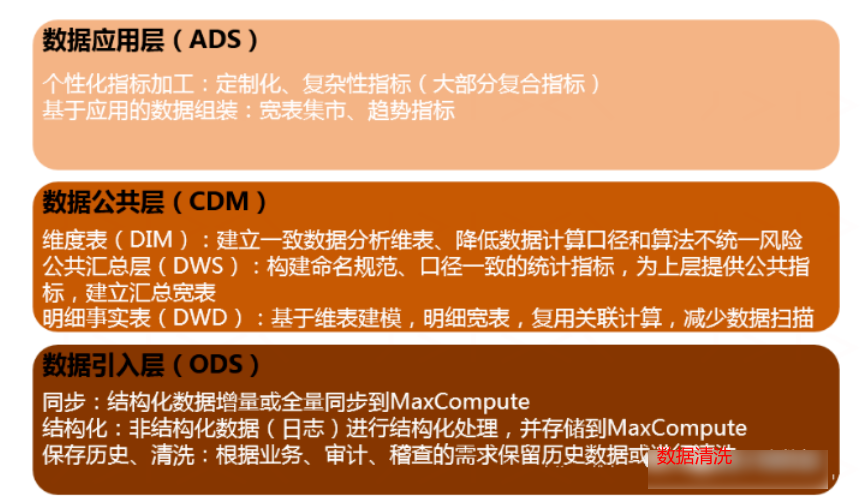 数据应用层（ADS）
个性化指标加工：定制化、复杂性指标（大部分复合指标）
基于应用的数据组装：宽表集市、趋势指标
数据公共层（CDM）
维度表（DIM）：建立一致数据分析维表、降低数据计算口径和算法不统一风险
公共汇总层（DWS）：构建命名规范、口径一致的统计指标，为上层提供公共指
标，建立汇总宽表
明细事实表（DWD）：基于维表建模，明细宽表，复用关联计算，减少数据扫描
数据引入层（ODS）
同步：结构化数据增量或全量同步到MaxCompute
结构化：非结构化数据（日志）进行结构化处理，并存储到MaxCompute
保存历史、清洗：根据业务、审计、稽查的需求保留历史数据或
数据清洗